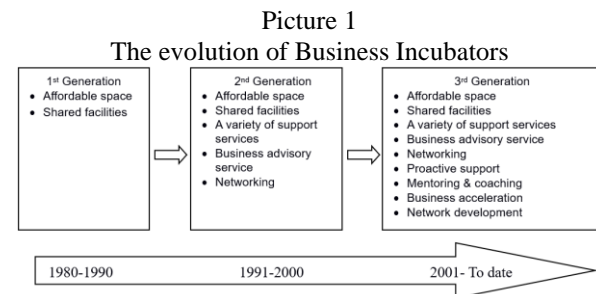 Picture 1
The evolution of Business Incubators
1st Generation
• Affordable space
• Shared facilities
2nd Generation
• Affordable space
• Shared facilities
• A variety of support
services
• Business advisory
service
• Networking
3rd Generation
• Affordable space
• Shared facilities
• A variety of support services
• Business advisory service
• Networking
• Proactive support
• Mentoring & coaching
• Business acceleration
• Network development
1980-1990
1991-2000
2001- To date